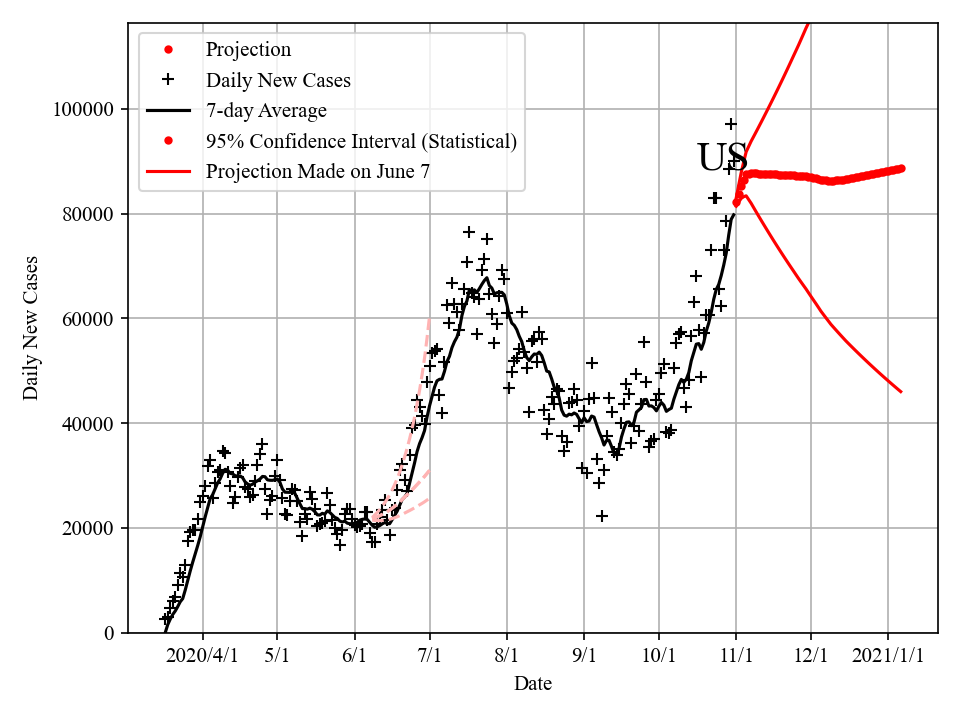 Projection
Daily New Cases
7-day Average
95% Confidence Interval (Statistical)
Projection Made on June 7
US
100000
80000
60000
40000
20000
0
Daily New Cases
2020/4/1 5/1 6/1 7/1 8/1 9/1 10/1 11/1 12/1 2021/1/1
Date